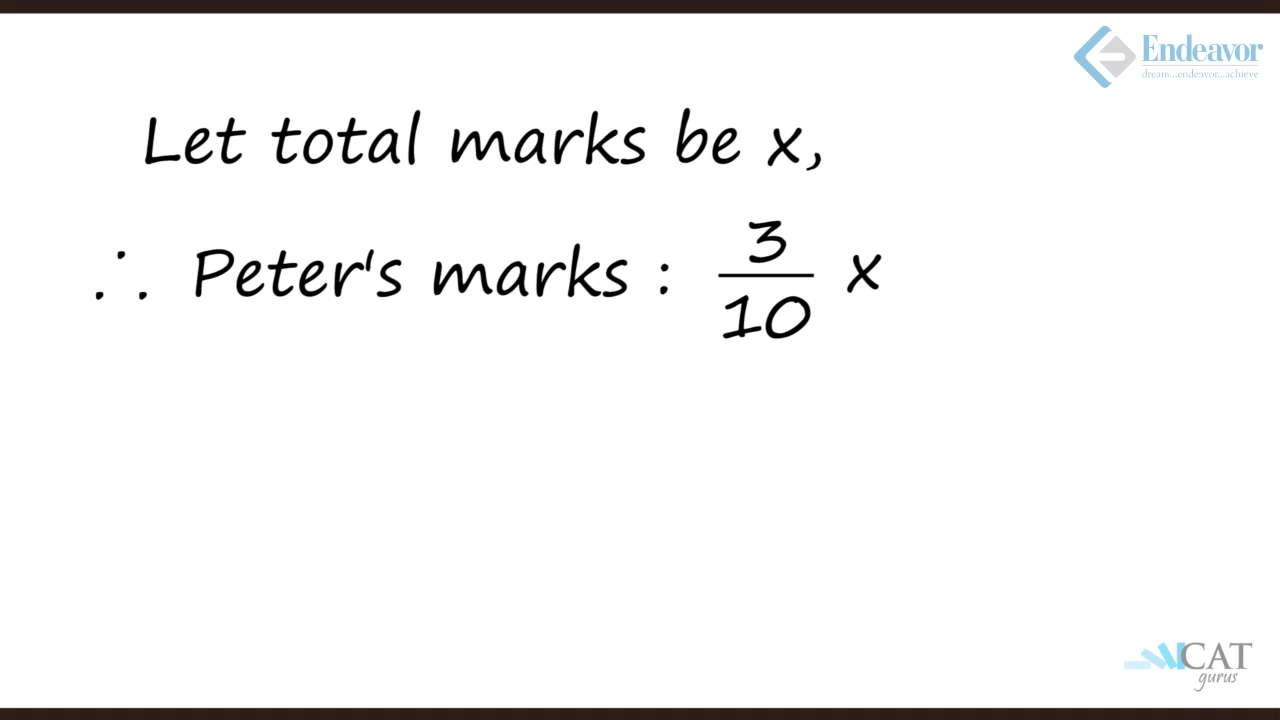 Endeavor
dream...endeavor...achieve
Let total marks be x,
∴ Peter's marks : 3/10 x
CAT
gurus